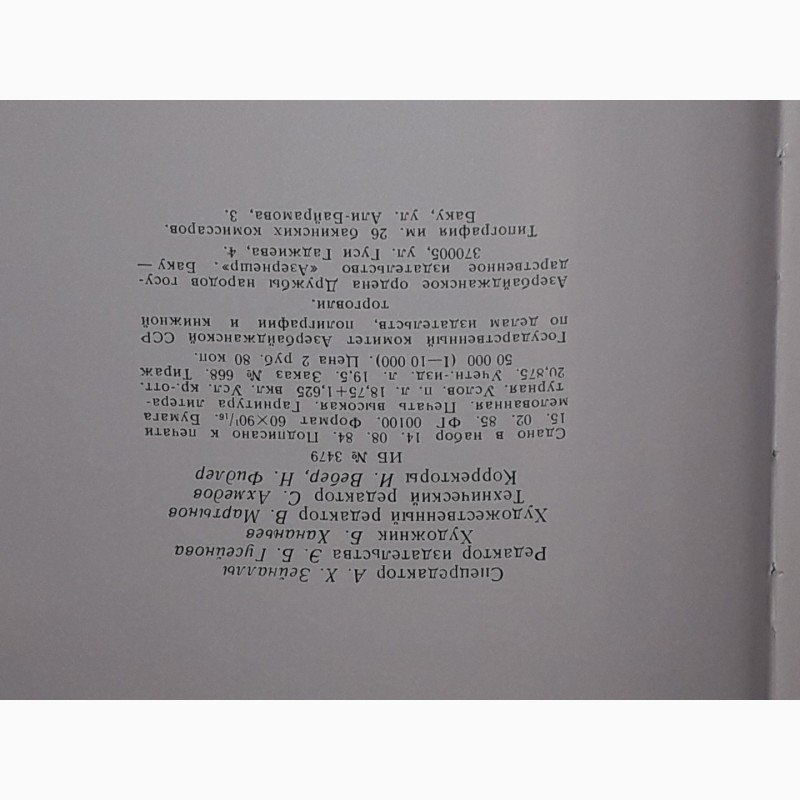 Спецредактор А. Х. Зейналлы
Редактор издательства Э. Б. Гусейнова
Художник Б. Хананьев
Художественный редактор В. Мартынов
Технический редактор С. Ахмедов
Корректоры И. Вебер, Н. Фидлер
ИБ № 3479
Сдано в набор 14. 08. 84. Подписано к печати
15. 02. 85. ФГ 00100. Формат 60×90¹/₁₆. Бумага
мелованная. Печать высокая. Гарнитура литера-
турная. Услов. п. л. 18,75+1,625 вкл. Усл. кр.-отт.
20,875. Учетн.-изд. л. 19,5. Заказ № 668. Тираж
50 000 (I—10 000). Цена 2 руб. 80 коп.
Государственный комитет Азербайджанской ССР
по делам издательств, полиграфии и книжной
торговли.
Азербайджанское ордена Дружбы народов госу-
дарственное издательство «Азернешр». Баку —
370005, ул. Гуси Гаджиева, 4.
Типография им. 26 бакинских комиссаров.
Баку, ул. Али-Байрамова, 3.